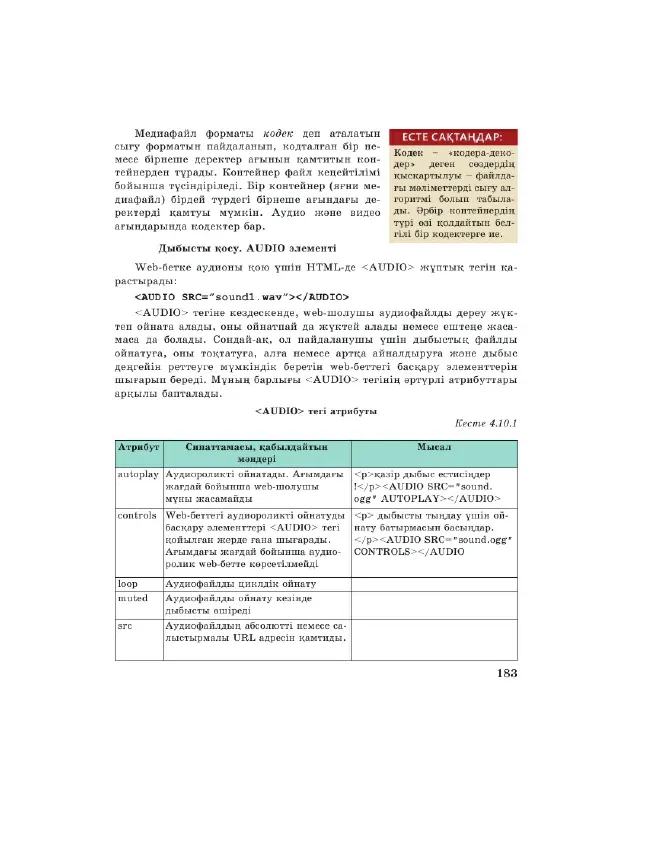 Медиафайл форматы кодек деп аталатын
сығу форматын пайдаланып, кодталған бір не-
месе бірнеше деректер ағынын қамтитын кон-
тейнерден тұрады. Контейнер файл кеңейтілімі
бойынша түсіндіріледі. Бір контейнер (яғни ме-
диафайл) бірдей түрдегі бірнеше ағындағы де-
ректерді қамтуы мүмкін. Аудио және видео
ағындарында кодектер бар.
ЕСТЕ САҚТАҢДАР:
Кодек – «кодера-деко-
дер» деген сөздердің
қысқартылуы – файлда-
ғы мәліметтерді сығу ал-
горитмі болып табыла-
ды. Әрбір контейнердің
түрі өзі қолдайтын бел-
гілі бір кодектерге ие.
Дыбысты қосу. AUDIO элементі
Web-бетке аудионы қою үшін HTML-де <AUDIO> жұптық тегін қа-
растырады:
<AUDIO SRC="sound1.wav"></AUDIO>
<AUDIO> тегіне кездескенде, web-шолушы аудиофайлды дереу жүк-
теп ойната алады, оны ойнатпай да жүктей алады немесе ештеңе жаса-
маса да болады. Сондай-ақ, ол пайдаланушы үшін дыбыстық файлды
ойнатуға, оны тоқтатуға, алға немесе артқа айналдыруға және дыбыс
деңгейін реттеуге мүмкіндік беретін web-беттегі басқару элементтерін
шығарып береді. Мұның барлығы <AUDIO> тегінің әртүрлі атрибуттары
арқылы бапталады.
<AUDIO> тегі атрибуты
Кесте 4.10.1
Атрибут Сипаттамасы, қабылдайтын Мысал
мәндері
autoplay Аудиороликті ойнатады. Ағымдағы <p>қазір дыбыс естисіңдер
жағдай бойынша web-шолушы !</p><AUDIO SRC="sound.
мұны жасамайды ogg" AUTOPLAY></AUDIO>
controls Web-беттегі аудиороликті ойнатуды <p> дыбысты тыңдау үшін ой-
басқару элементтері <AUDIO> тегі нату батырмасын басыңдар.
қойылған жерде ғана шығарады. </p><AUDIO SRC="sound.ogg"
Ағымдағы жағдай бойынша аудио- CONTROLS></AUDIO
ролик web-бетте көрсетілмейді
loop Аудиофайлды циклдік ойнату
muted Аудиофайлды ойнату кезінде
дыбысты өшіреді
src Аудиофайлдың абсолютті немесе са-
лыстырмалы URL адресін қамтиды.
183